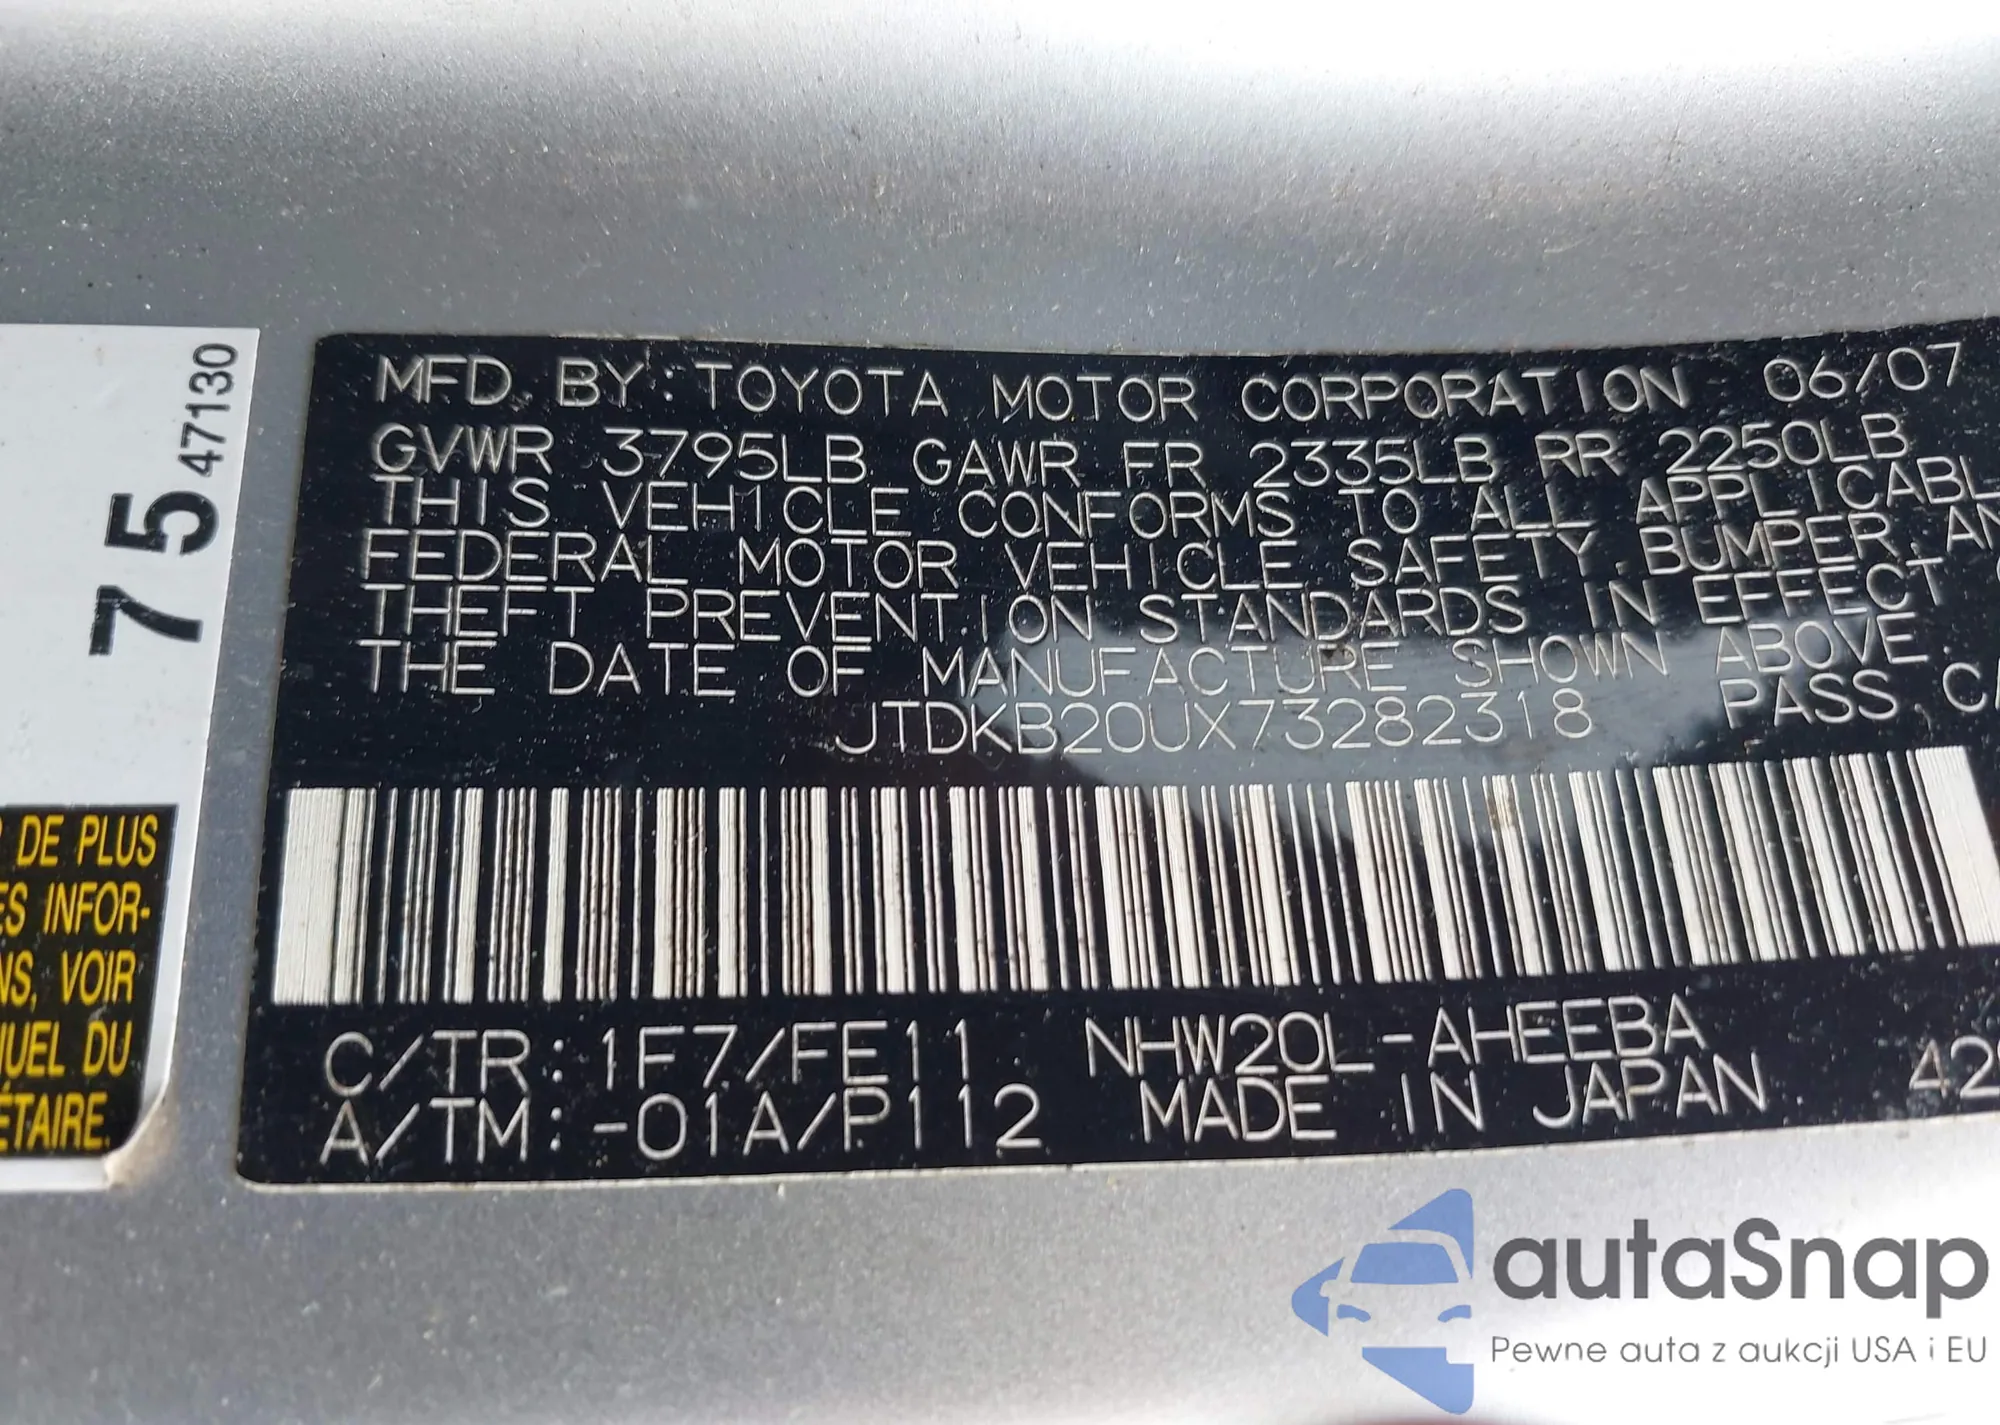 MFD. BY: TOYOTA MOTOR CORPORATION 06/07
GVWR 3795LB GAWR FR 2335LB RR 2250LB
THIS VEHICLE CONFORMS TO ALL APPLICABL
FEDERAL MOTOR VEHICLE SAFETY, BUMPER, AN
THEFT PREVENTION STANDARDS IN EFFECT
THE DATE OF MANUFACTURE SHOWN ABOVE.
JTDKB20UX73282318 PASS. CA
C/TR: 1F7/FE11 NHW20L-AHEEBA
A/TM: -01A/P112 MADE IN JAPAN 42
75 47130
DE PLUS
ES INFOR-
NS, VOIR
NUEL DU
ÉTAIRE.
autaSnap
Pewne auta z aukcji USA i EU